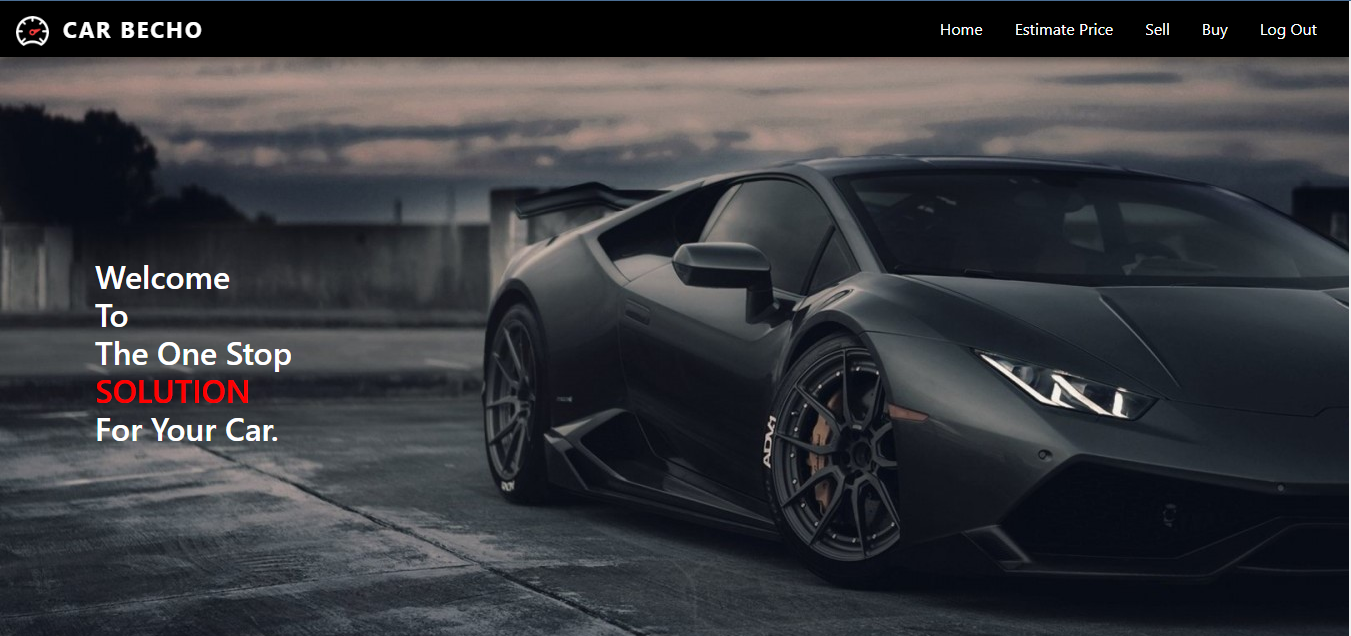 CAR BECHO
Home Estimate Price Sell Buy Log Out
Welcome
To
The One Stop
SOLUTION
For Your Car.
ADV.1